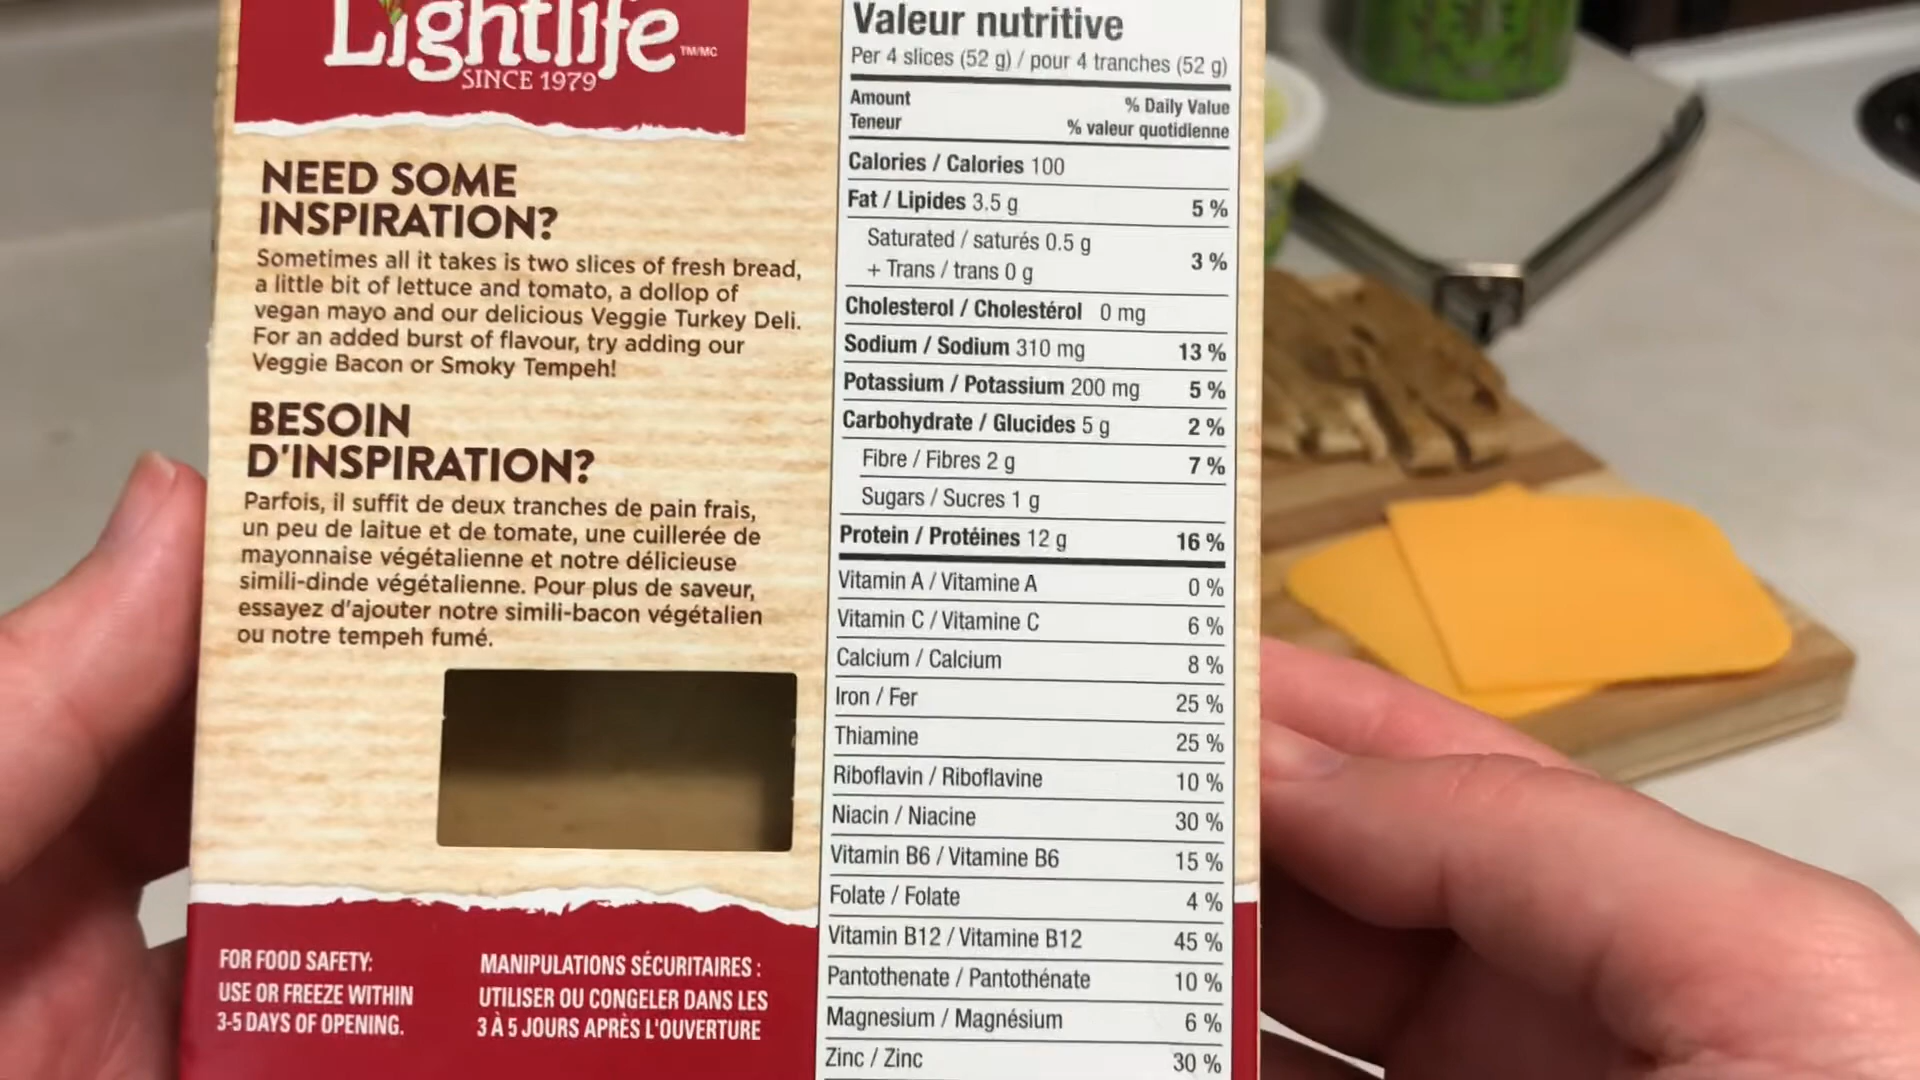 Lightlife TM/MC
SINCE 1979
NEED SOME
INSPIRATION?
Sometimes all it takes is two slices of fresh bread,
a little bit of lettuce and tomato, a dollop of
vegan mayo and our delicious Veggie Turkey Deli.
For an added burst of flavour, try adding our
Veggie Bacon or Smoky Tempeh!
BESOIN
D'INSPIRATION?
Parfois, il suffit de deux tranches de pain frais,
un peu de laitue et de tomate, une cuillerée de
mayonnaise végétalienne et notre délicieuse
simili-dinde végétalienne. Pour plus de saveur,
essayez d'ajouter notre simili-bacon végétalien
ou notre tempeh fumé.
FOR FOOD SAFETY:
USE OR FREEZE WITHIN
3-5 DAYS OF OPENING.
MANIPULATIONS SÉCURITAIRES :
UTILISER OU CONGELER DANS LES
3 À 5 JOURS APRÈS L'OUVERTURE
Valeur nutritive
Per 4 slices (52 g) / pour 4 tranches (52 g)
Amount % Daily Value
Teneur % valeur quotidienne
Calories / Calories 100
Fat / Lipides 3.5 g 5 %
Saturated / saturés 0.5 g
+ Trans / trans 0 g 3 %
Cholesterol / Cholestérol 0 mg
Sodium / Sodium 310 mg 13 %
Potassium / Potassium 200 mg 5 %
Carbohydrate / Glucides 5 g 2 %
Fibre / Fibres 2 g 7 %
Sugars / Sucres 1 g
Protein / Protéines 12 g 16 %
Vitamin A / Vitamine A 0 %
Vitamin C / Vitamine C 6 %
Calcium / Calcium 8 %
Iron / Fer 25 %
Thiamine 25 %
Riboflavin / Riboflavine 10 %
Niacin / Niacine 30 %
Vitamin B6 / Vitamine B6 15 %
Folate / Folate 4 %
Vitamin B12 / Vitamine B12 45 %
Pantothenate / Pantothénate 10 %
Magnesium / Magnésium 6 %
Zinc / Zinc 30 %